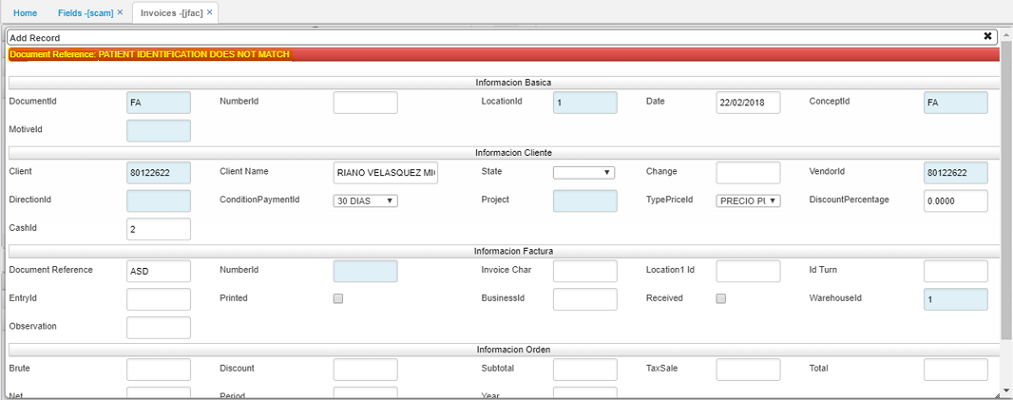 Home Fields -[scam] × Invoices -[jfac] ×
Add Record ✖
Document Reference: PATIENT IDENTIFICATION DOES NOT MATCH
Informacion Basica
DocumentId FA NumberId LocationId 1 Date 22/02/2018 ConceptId FA
MotiveId
Informacion Cliente
Client 80122622 Client Name RIANO VELASQUEZ State Change VendorId 80122622
DirectionId ConditionPaymentId 30 DIAS Project TypePriceId PRECIO DiscountPercentage 0.0000
CashId 2
Informacion Factura
Document Reference ASD NumberId Invoice Char Location1 Id Id Turn
EntryId Printed BusinessId Received WarehouseId 1
Observation
Informacion Orden
Brute Discount Subtotal TaxSale Total
Net Period Year